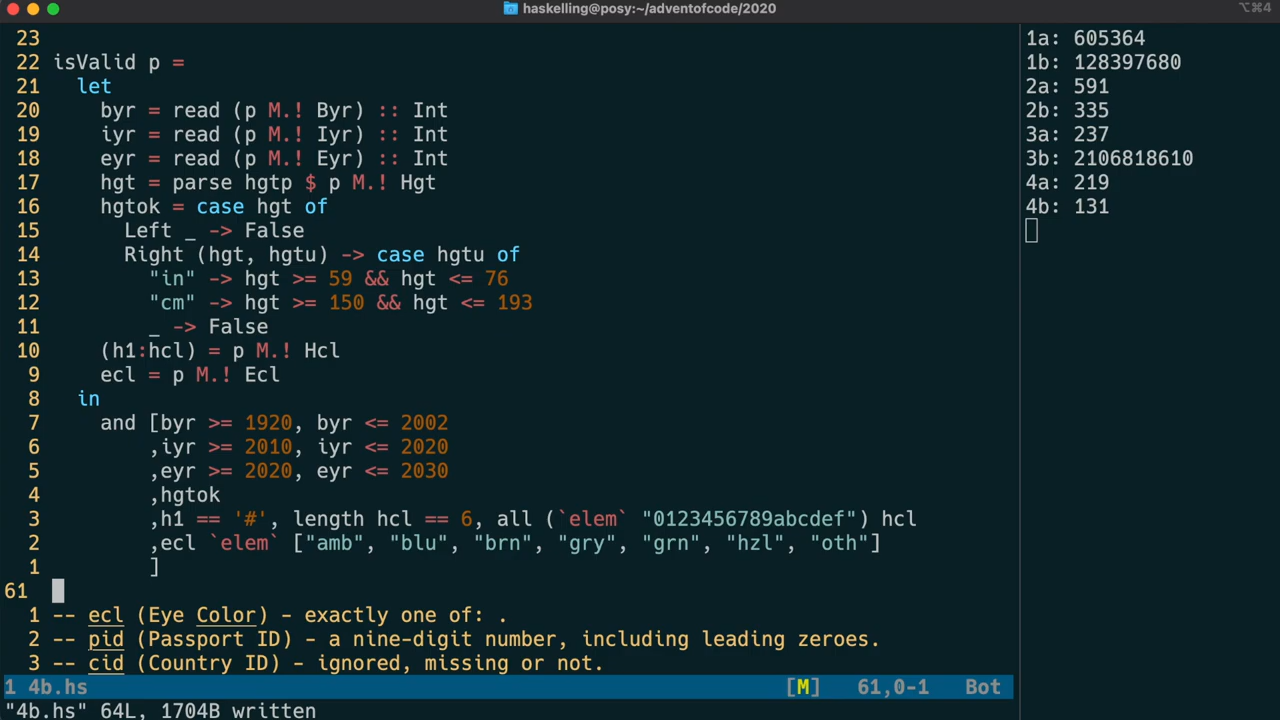 haskelling@posy:~/adventofcode/2020 ⌥⌘4
23
22 isValid p =
21 let
20 byr = read (p M.! Byr) :: Int
19 iyr = read (p M.! Iyr) :: Int
18 eyr = read (p M.! Eyr) :: Int
17 hgt = parse hgtp $ p M.! Hgt
16 hgtok = case hgt of
15 Left _ -> False
14 Right (hgt, hgtu) -> case hgtu of
13 "in" -> hgt >= 59 && hgt <= 76
12 "cm" -> hgt >= 150 && hgt <= 193
11 _ -> False
10 (h1:hcl) = p M.! Hcl
9 ecl = p M.! Ecl
8 in
7 and [byr >= 1920, byr <= 2002
6 ,iyr >= 2010, iyr <= 2020
5 ,eyr >= 2020, eyr <= 2030
4 ,hgtok
3 ,h1 == '#', length hcl == 6, all (`elem` "0123456789abcdef") hcl
2 ,ecl `elem` ["amb", "blu", "brn", "gry", "grn", "hzl", "oth"]
1 ]
61
1 -- ecl (Eye Color) - exactly one of: .
2 -- pid (Passport ID) - a nine-digit number, including leading zeroes.
3 -- cid (Country ID) - ignored, missing or not.
1 4b.hs [M] 61,0-1 Bot
"4b.hs" 64L, 1704B written
1a: 605364
1b: 128397680
2a: 591
2b: 335
3a: 237
3b: 2106818610
4a: 219
4b: 131